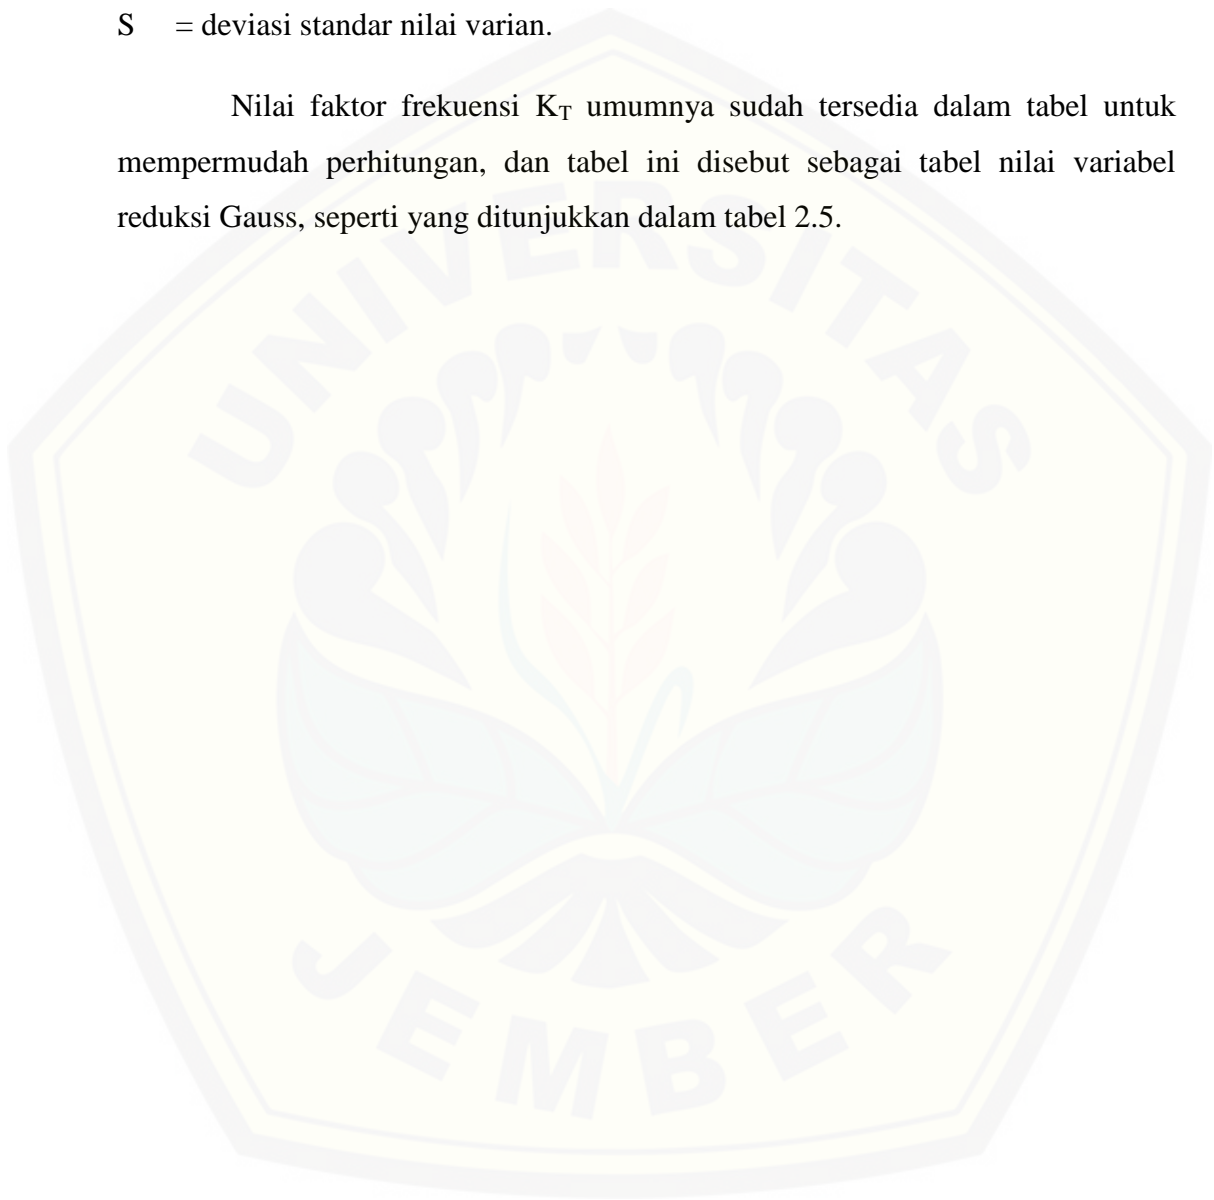 S = deviasi standar nilai varian.
Nilai faktor frekuensi K_T umumnya sudah tersedia dalam tabel untuk
mempermudah perhitungan, dan tabel ini disebut sebagai tabel nilai variabel
reduksi Gauss, seperti yang ditunjukkan dalam tabel 2.5.
UNIVERSITAS
JEMBER